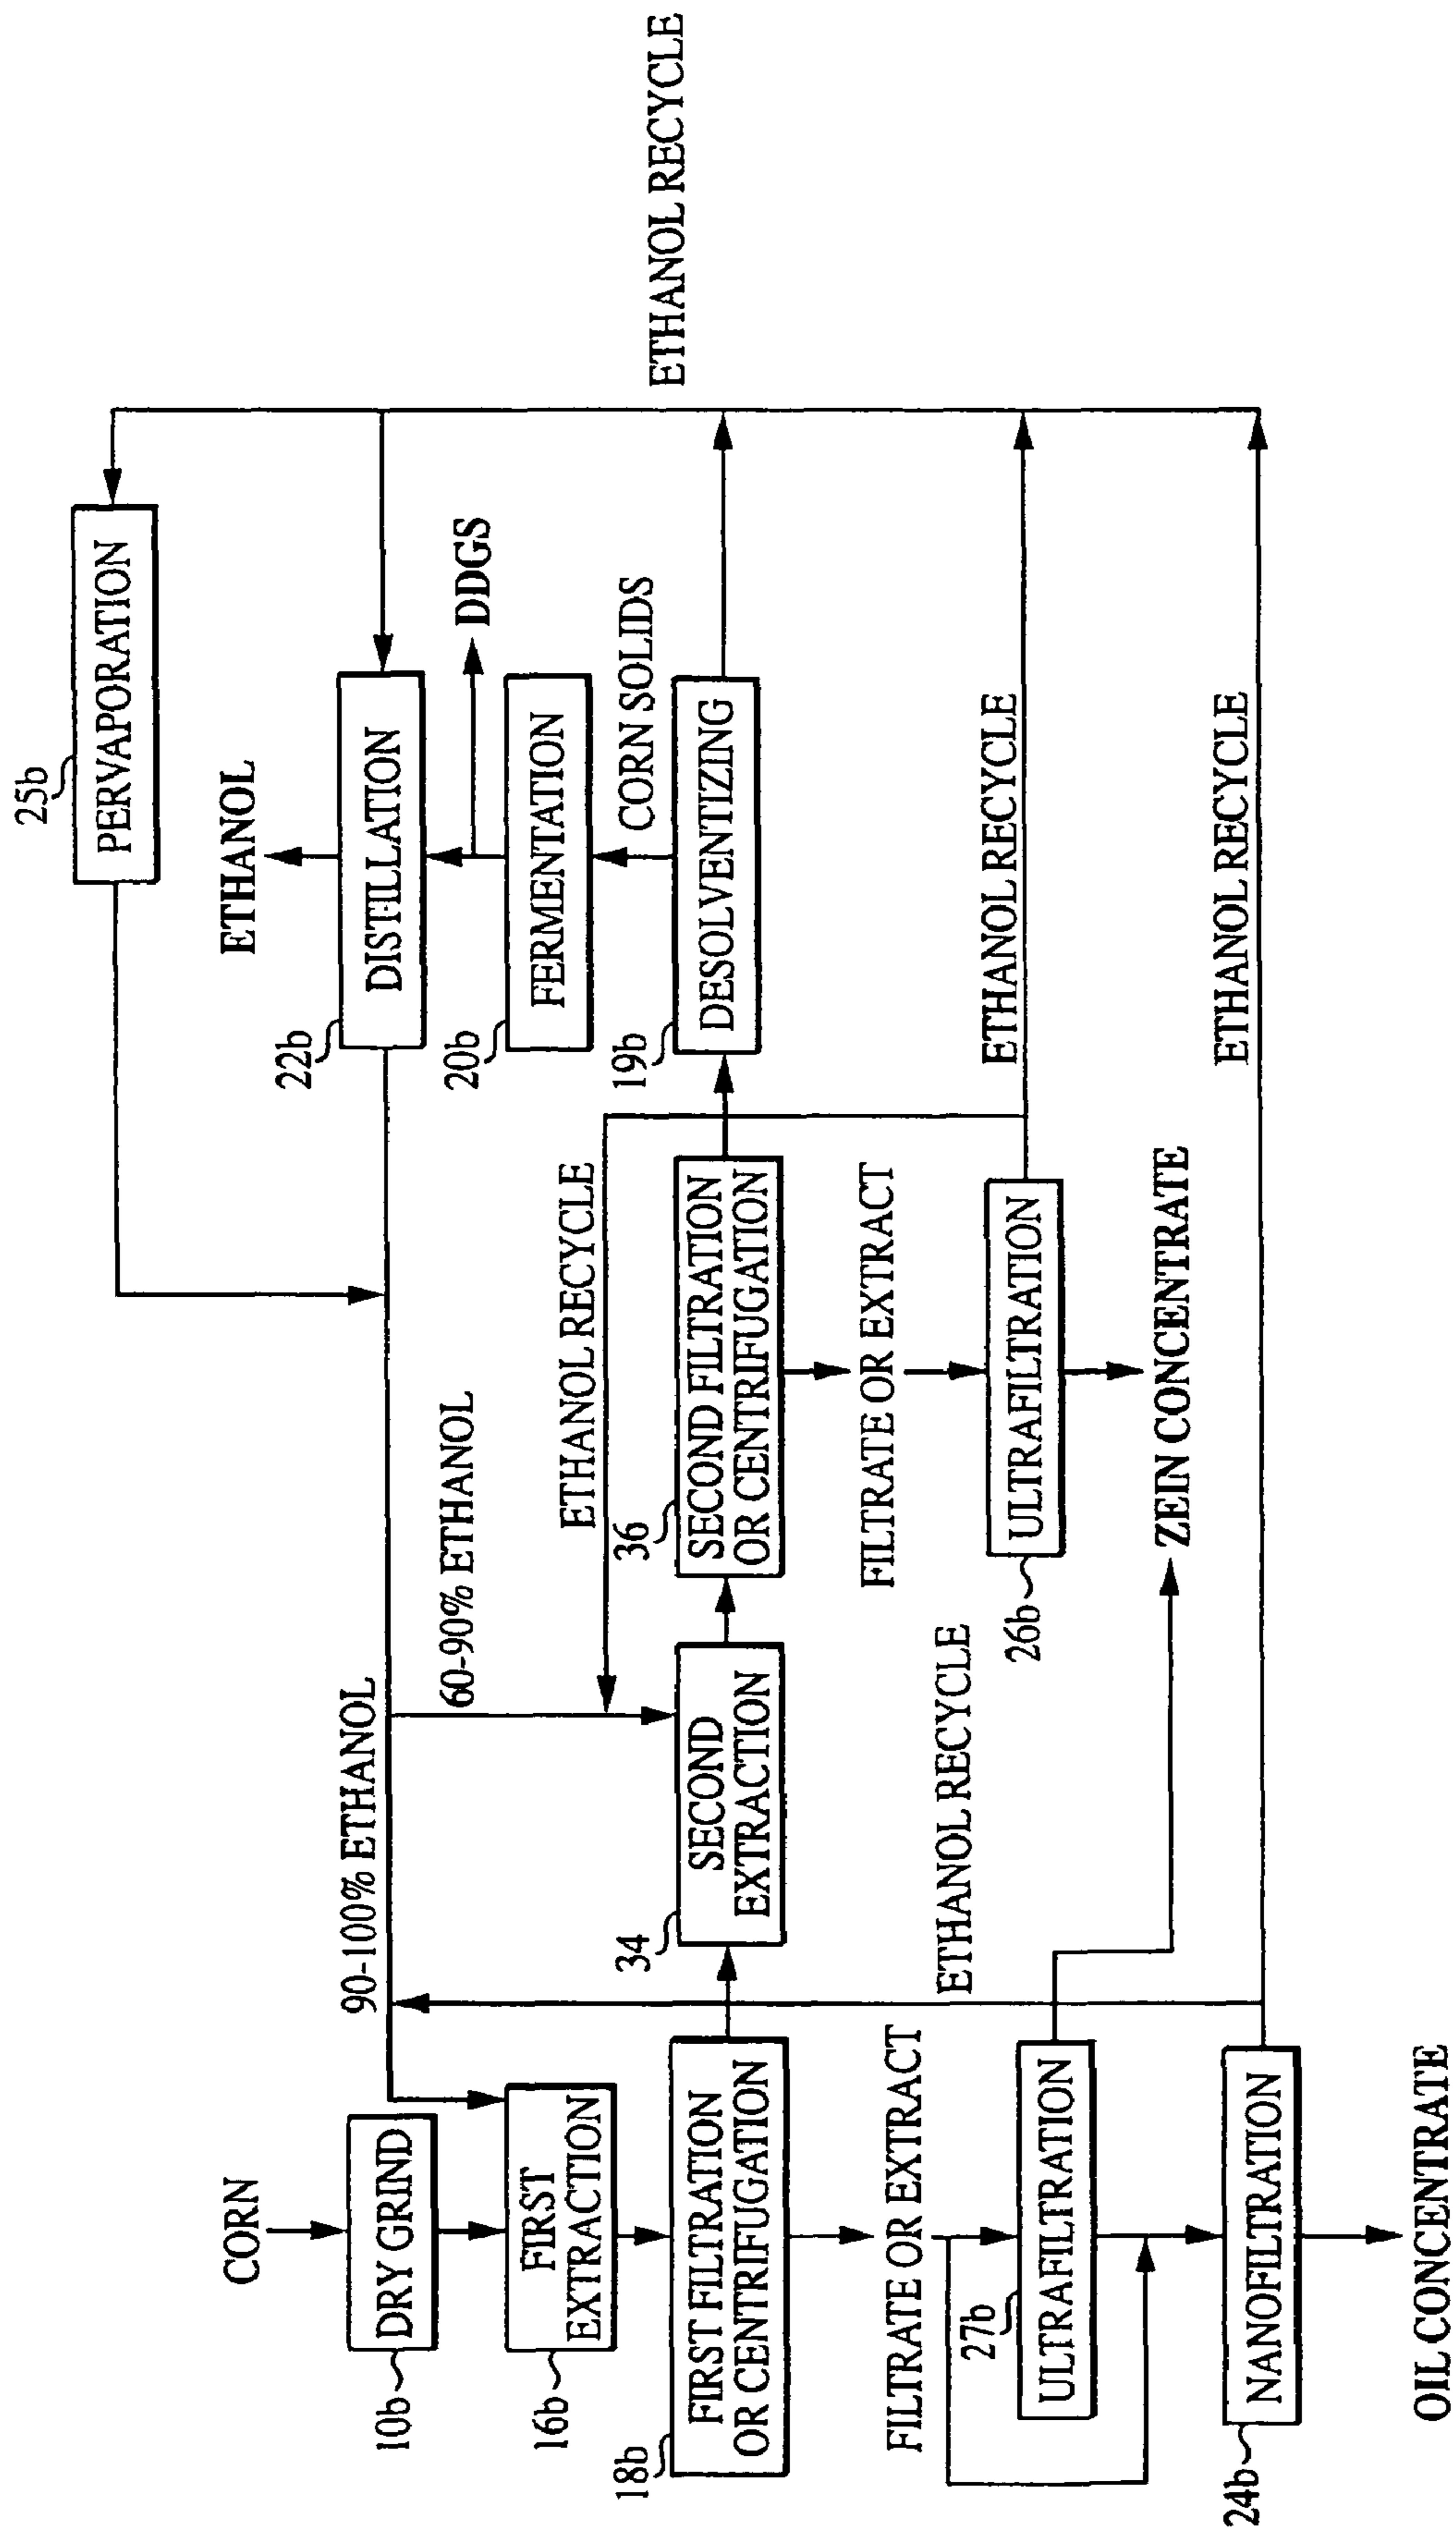 CORN
10b
DRY GRIND
16b
FIRST
EXTRACTION
18b
FIRST FILTRATION
OR CENTRIFUGATION
FILTRATE OR EXTRACT
27b
ULTRAFILTRATION
24b
NANOFILTRATION
OIL CONCENTRATE
90-100% ETHANOL
34
SECOND
EXTRACTION
ETHANOL RECYCLE
60-90% ETHANOL
ETHANOL RECYCLE
36
SECOND FILTRATION
OR CENTRIFUGATION
FILTRATE OR EXTRACT
26b
ULTRAFILTRATION
ZEIN CONCENTRATE
25b
PERVAPORATION
ETHANOL
22b
DISTILLATION
20b
FERMENTATION
DDGS
CORN SOLIDS
19b
DESOLVENTIZING
ETHANOL RECYCLE
ETHANOL RECYCLE
ETHANOL RECYCLE